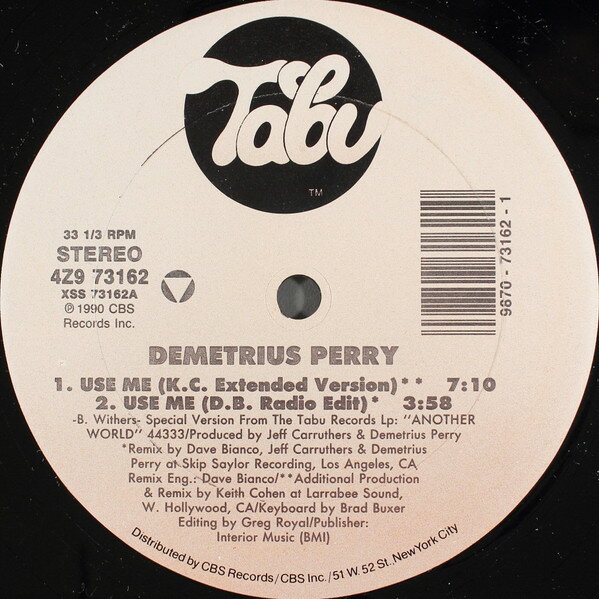 Tabu
TM
33 1/3 RPM
STEREO
4Z9 73162
XSS 73162A
℗ 1990 CBS
Records Inc.
9670 - 73162 - 1
DEMETRIUS PERRY
1. USE ME (K.C. Extended Version)** 7:10
2. USE ME (D.B. Radio Edit)* 3:58
-B. Withers- Special Version From The Tabu Records Lp: "ANOTHER
WORLD" 44333/Produced by Jeff Carruthers & Demetrius Perry
*Remix by Dave Bianco, Jeff Carruthers & Demetrius
Perry at Skip Saylor Recording, Los Angeles, CA
Remix Eng.: Dave Bianco/**Additional Production
& Remix by Keith Cohen at Larrabee Sound,
W. Hollywood, CA/Keyboard by Brad Buxer
Editing by Greg Royal/Publisher:
Interior Music (BMI)
Distributed by CBS Records/CBS Inc./51 W. 52 St., New York City